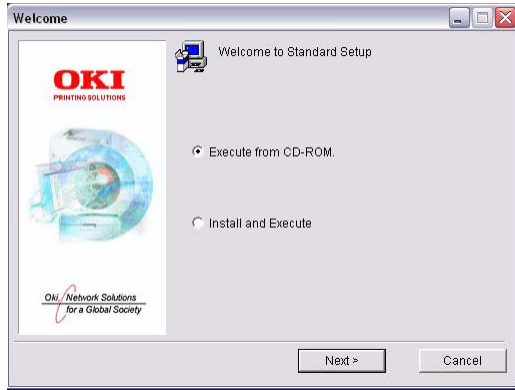 Welcome
OKI
PRINTING SOLUTIONS
Welcome to Standard Setup
Execute from CD-ROM.
Install and Execute
Oki, Network Solutions
for a Global Society
Next >
Cancel